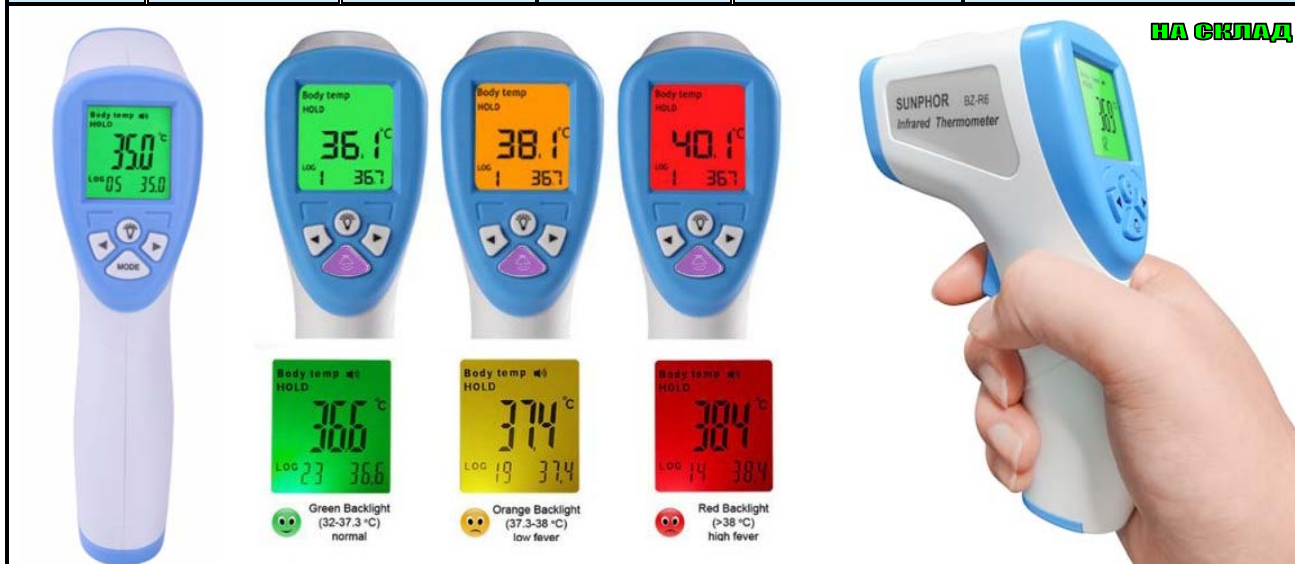 НА СКЛАД
Body temp
HOLD
35.0 °C
LOG 05 35.0
MODE
Body temp
HOLD
36.1 °C
LOG 1 36.7
Body temp
HOLD
38.1 °C
LOG 1 36.7
Body temp
HOLD
40.1 °C
LOG 1 36.7
SUNPHOR BZ-R6
Infrared Thermometer
36.9
Body temp
HOLD
36.6 °C
LOG 23 36.6
Green Backlight
(32-37.3 °C)
normal
Body temp
HOLD
37.4 °C
LOG 19 37.4
Orange Backlight
(37.3-38 °C)
low fever
Body temp
HOLD
38.4 °C
LOG 14 38.4
Red Backlight
(>38 °C)
high fever